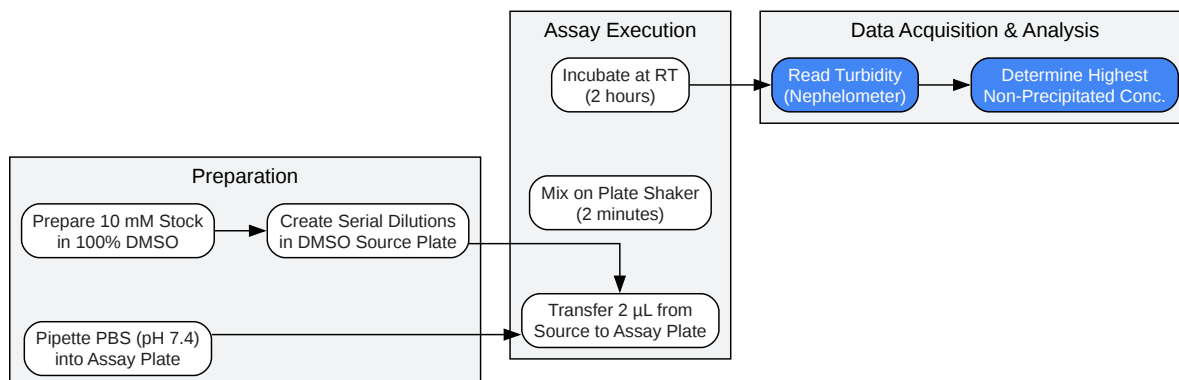 Preparation
Prepare 10 mM Stock
in 100% DMSO
Create Serial Dilutions
in DMSO Source Plate
Pipette PBS (pH 7.4)
into Assay Plate
Assay Execution
Incubate at RT
(2 hours)
Mix on Plate Shaker
(2 minutes)
Transfer 2 µL from
Source to Assay Plate
Data Acquisition & Analysis
Read Turbidity
(Nephelometer)
Determine Highest
Non-Precipitated Conc.